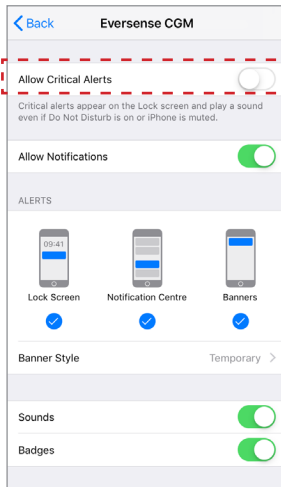 Back
Eversense CGM
Allow Critical Alerts
Critical alerts appear on the Lock screen and play a sound
even if Do Not Disturb is on or iPhone is muted.
Allow Notifications
ALERTS
09:41
Lock Screen
Notification Centre
Banners
Banner Style
Temporary
Sounds
Badges